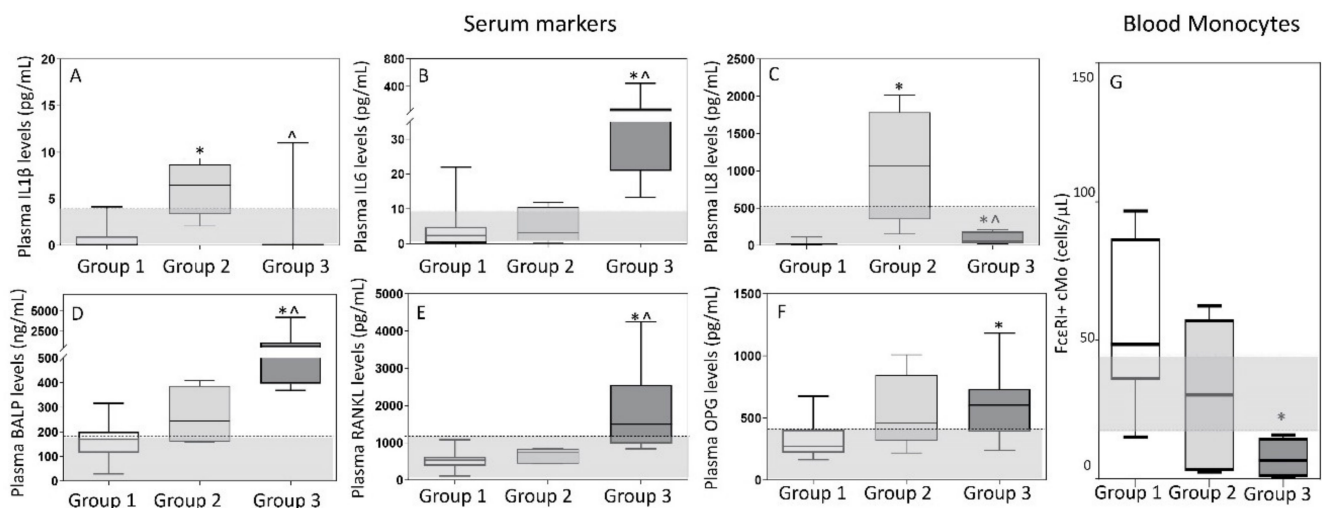 Serum markers
Blood Monocytes
A
Plasma IL1β levels (pg/mL)
20
15
10
5
0
*
^
Group 1 Group 2 Group 3
B
Plasma IL6 levels (pg/mL)
800
400
30
20
10
0
*^
Group 1 Group 2 Group 3
C
Plasma IL8 levels (pg/mL)
2500
2000
1500
1000
500
0
*
*^
Group 1 Group 2 Group 3
D
Plasma BALP levels (ng/mL)
5000
2500
500
400
300
200
100
0
*^
Group 1 Group 2 Group 3
E
Plasma RANKL levels (pg/mL)
5000
4000
3000
2000
1000
0
*^
Group 1 Group 2 Group 3
F
Plasma OPG levels (pg/mL)
1500
1000
500
0
*
Group 1 Group 2 Group 3
G
FcεRI+ cMo (cells/μL)
150
100
50
0
*
Group 1 Group 2 Group 3